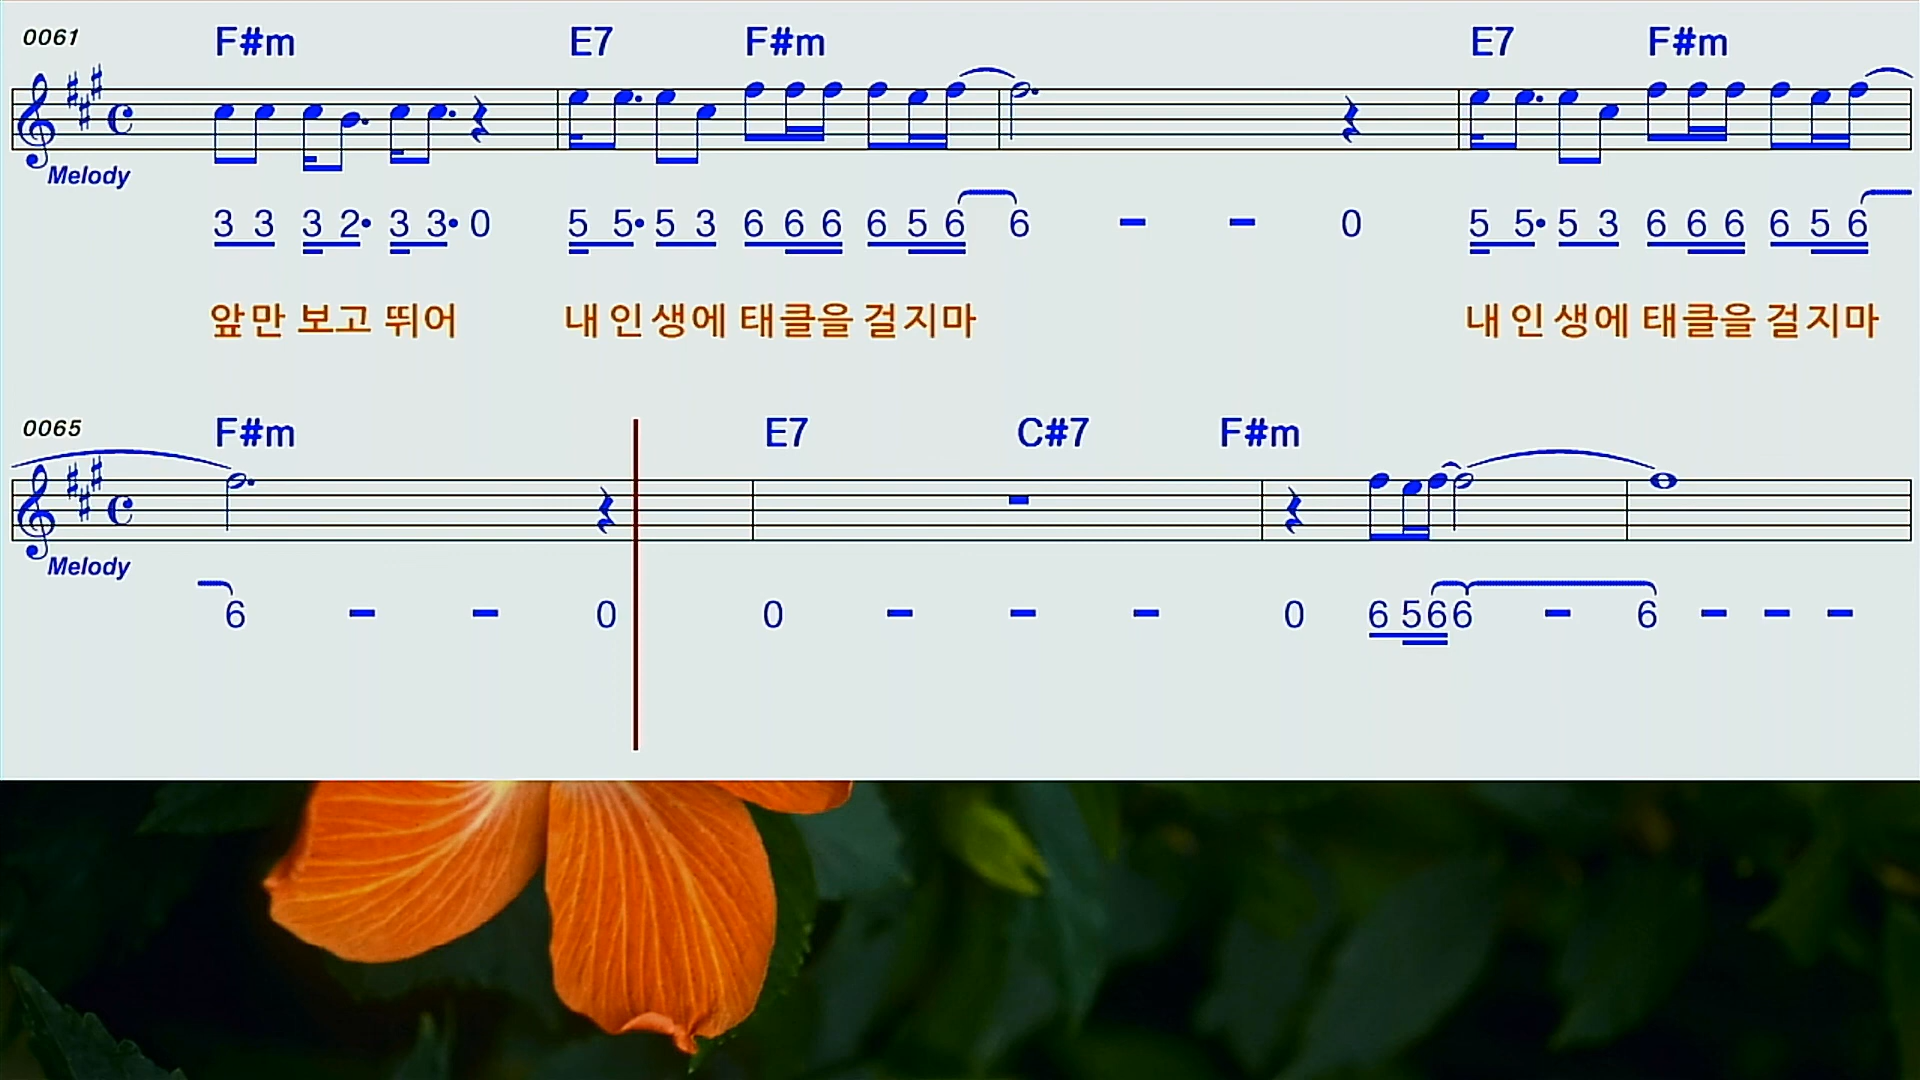 0061 F#m E7 F#m E7 F#m
Melody
3 3 3 2• 3 3• 0 5 5• 5 3 6 6 6 6 5 6 6 - - 0 5 5• 5 3 6 6 6 6 5 6
앞만 보고 뛰어 내 인생에 태클을 걸지마 내 인생에 태클을 걸지마
0065 F#m E7 C#7 F#m
Melody
6 - - 0 0 - - - 0 6 5 6 6 - 6 - - -